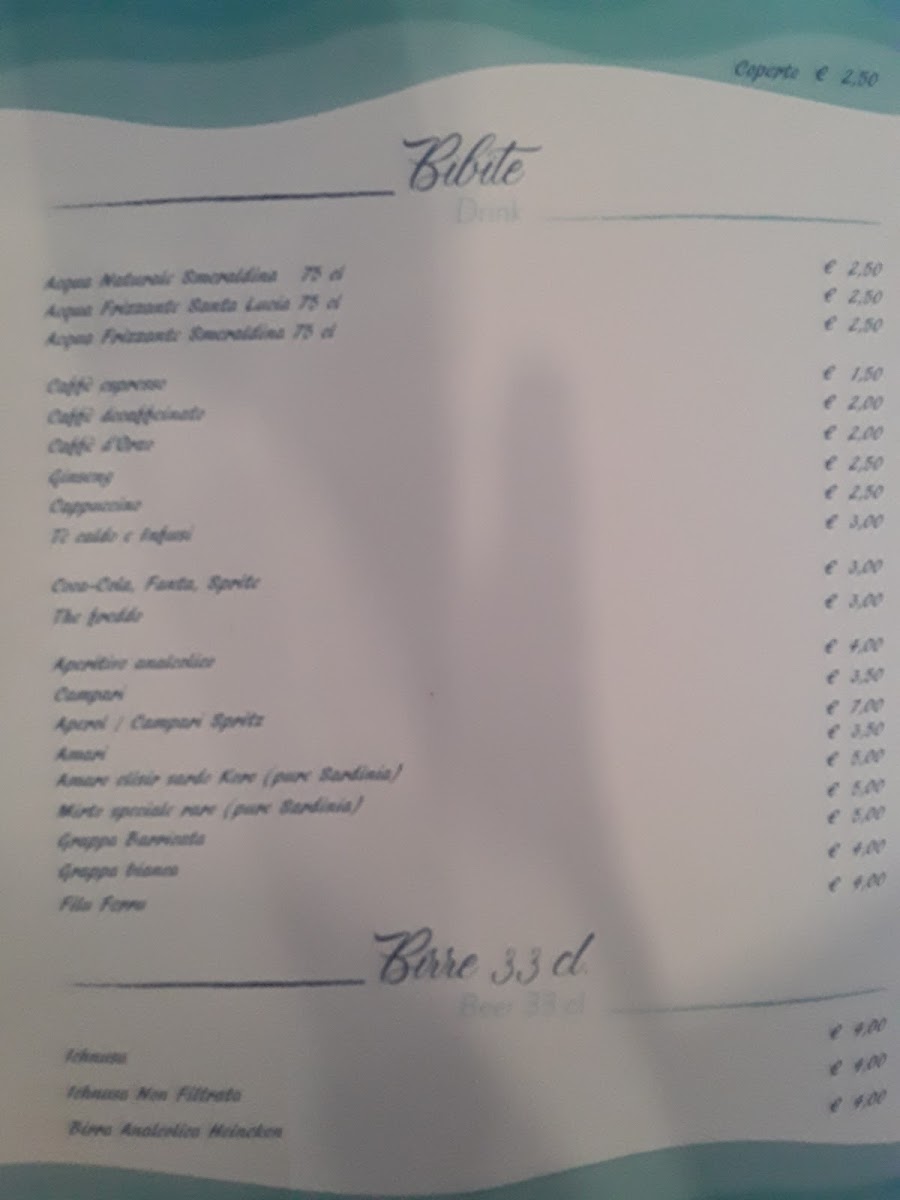 Coperto € 2,50
Bibite
Drink
Acqua Naturale Smeraldina 75 cl € 2,50
Acqua Frizzante Santa Lucia 75 cl € 2,50
Acqua Frizzante Smeraldina 75 cl € 2,50
Caffè espresso € 1,50
Caffè decaffeinato € 2,00
Caffè d'Orzo € 2,00
Ginseng € 2,50
Cappuccino € 2,50
Tè caldo e Infusi € 3,00
Coca-Cola, Fanta, Sprite € 3,00
The freddo € 3,00
Aperitivo analcolico € 4,00
Campari € 3,50
Aperol / Campari Spritz € 7,00
Amari € 3,50
Amaro elisir sardo Kore (pure Sardinia) € 5,00
Mirto speciale rare (pure Sardinia) € 5,00
Grappa Barricata € 5,00
Grappa bianca € 4,00
Filu Ferru € 4,00
Birre 33 cl
Beer 33 cl
Ichnusa € 4,00
Ichnusa Non Filtrata € 4,00
Birra Analcolica Heineken € 4,00